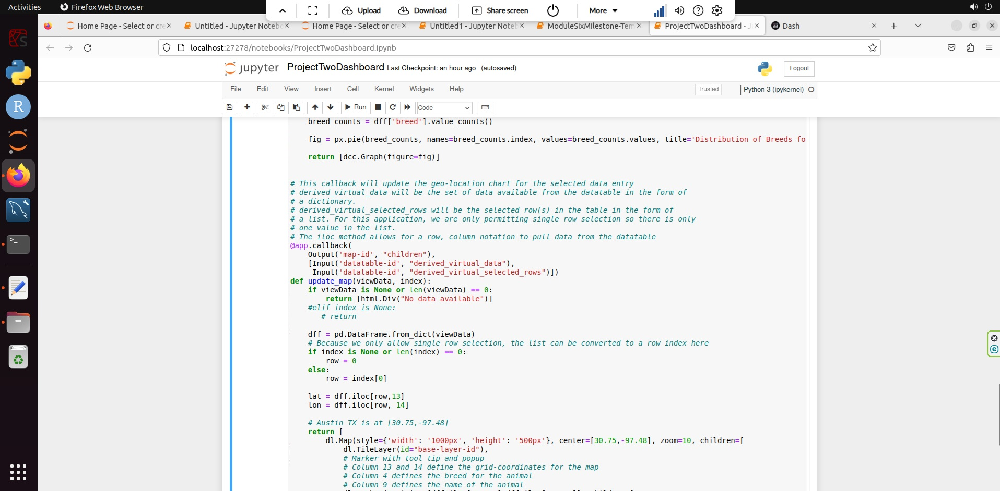 Activities
Firefox Web Browser
Upload
Download
Share screen
More
Home Page - Select or cre
Untitled - Jupyter Notebo
Home Page - Select or cre
Untitled1 - Jupyter Noteb
ModuleSixMilestone-Tem
ProjectTwoDashboard - J
Dash
localhost:27278/notebooks/ProjectTwoDashboard.ipynb
jupyter
ProjectTwoDashboard Last Checkpoint: an hour ago (autosaved)
Logout
File
Edit
View
Insert
Cell
Kernel
Widgets
Help
Trusted
Python 3 (ipykernel)
Run
Code
breed_counts = dff['breed'].value_counts()
fig = px.pie(breed_counts, names=breed_counts.index, values=breed_counts.values, title='Distribution of Breeds fo
return [dcc.Graph(figure=fig)]
# This callback will update the geo-location chart for the selected data entry
# derived_virtual_data will be the set of data available from the datatable in the form of
# a dictionary.
# derived_virtual_selected_rows will be the selected row(s) in the table in the form of
# a list. For this application, we are only permitting single row selection so there is only
# one value in the list.
# The iloc method allows for a row, column notation to pull data from the datatable
@app.callback(
Output('map-id', "children"),
[Input('datatable-id', "derived_virtual_data"),
Input('datatable-id', "derived_virtual_selected_rows")])
def update_map(viewData, index):
if viewData is None or len(viewData) == 0:
return [html.Div("No data available")]
#elif index is None:
# return
dff = pd.DataFrame.from_dict(viewData)
# Because we only allow single row selection, the list can be converted to a row index here
if index is None or len(index) == 0:
row = 0
else:
row = index[0]
lat = dff.iloc[row,13]
lon = dff.iloc[row, 14]
# Austin TX is at [30.75,-97.48]
return [
dl.Map(style={'width': '1000px', 'height': '500px'}, center=[30.75,-97.48], zoom=10, children=[
dl.TileLayer(id="base-layer-id"),
# Marker with tool tip and popup
# Column 13 and 14 define the grid-coordinates for the map
# Column 4 defines the breed for the animal
# Column 9 defines the name of the animal